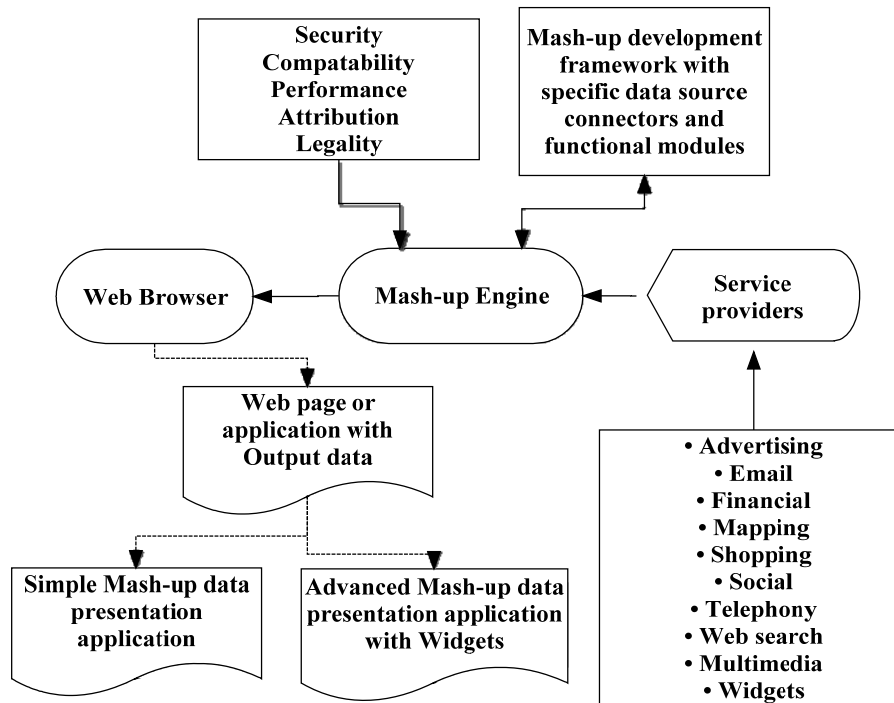 Security
Compatability
Performance
Attribution
Legality
Mash-up development
framework with
specific data source
connectors and
functional modules
Web Browser
Mash-up Engine
Service
providers
Web page or
application with
Output data
Simple Mash-up data
presentation
application
Advanced Mash-up data
presentation application
with Widgets
• Advertising
• Email
• Financial
• Mapping
• Shopping
• Social
• Telephony
• Web search
• Multimedia
• Widgets